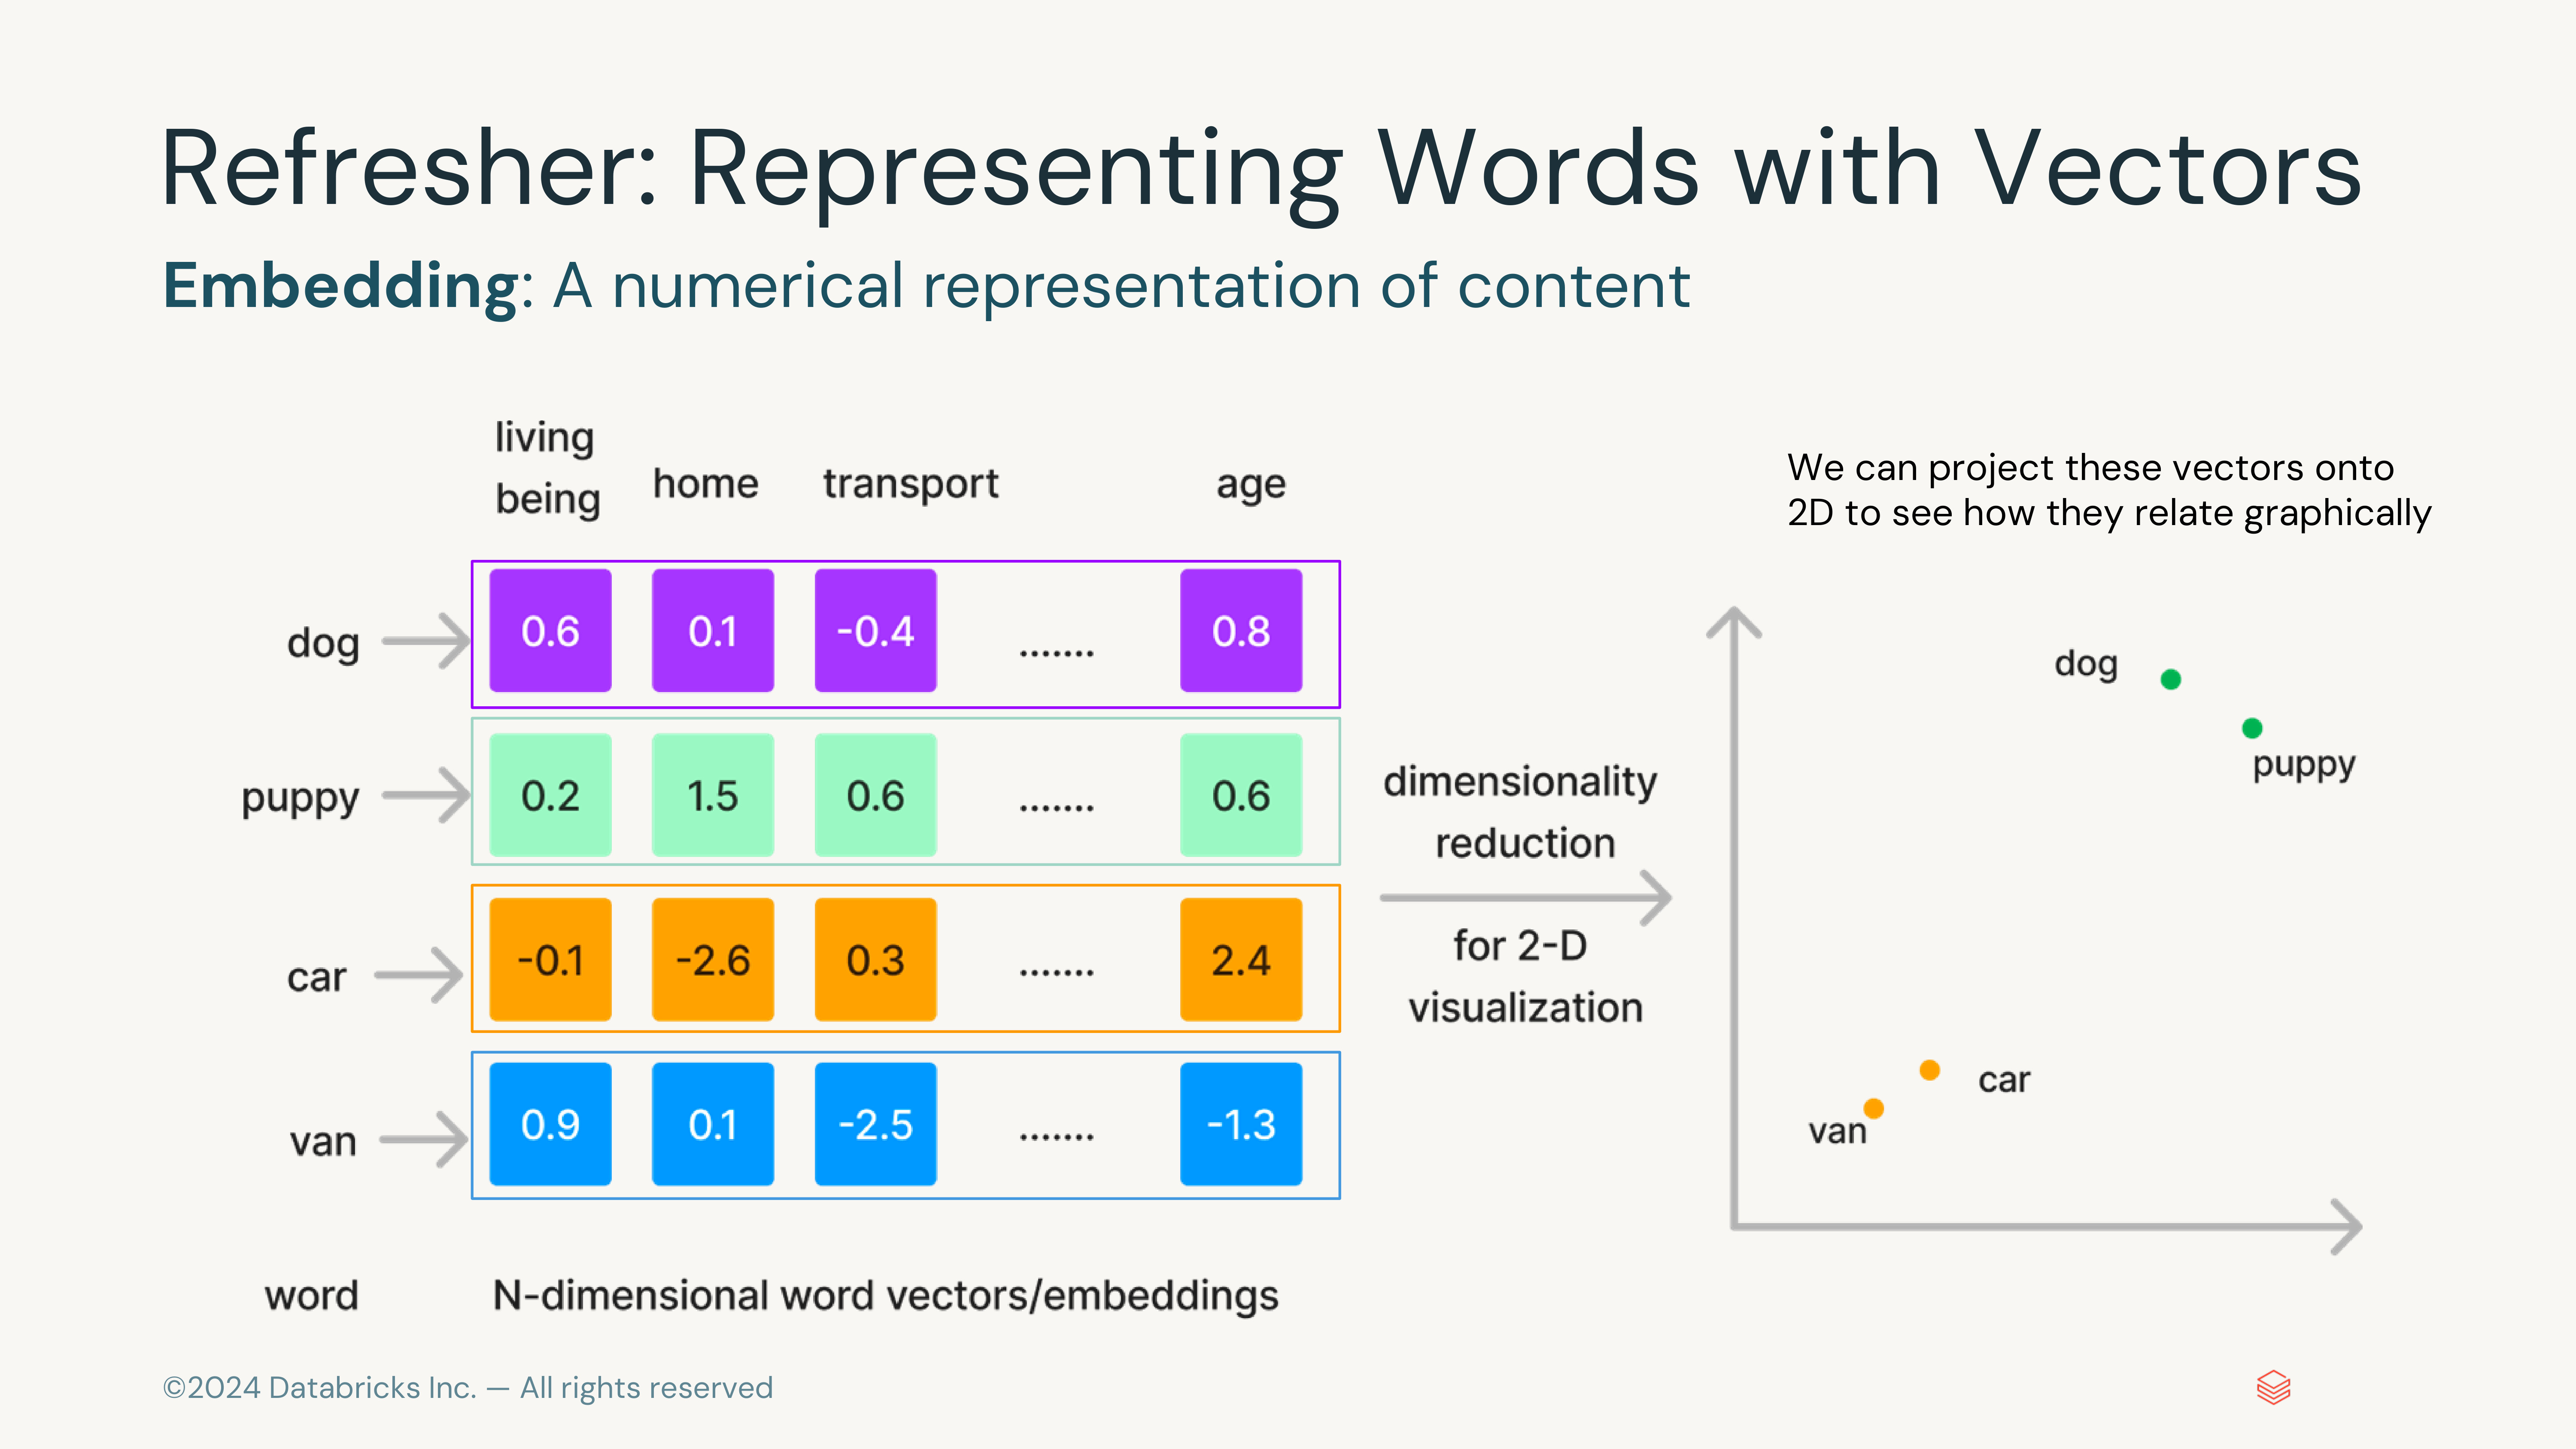 Refresher: Representing Words with Vectors
Embedding: A numerical representation of content
living
being
home
transport
age
dog
0.6
0.1
-0.4
.......
0.8
puppy
0.2
1.5
0.6
.......
0.6
car
-0.1
-2.6
0.3
.......
2.4
van
0.9
0.1
-2.5
.......
-1.3
word
N-dimensional word vectors/embeddings
dimensionality
reduction
for 2-D
visualization
We can project these vectors onto
2D to see how they relate graphically
dog
puppy
car
van
©2024 Databricks Inc. — All rights reserved